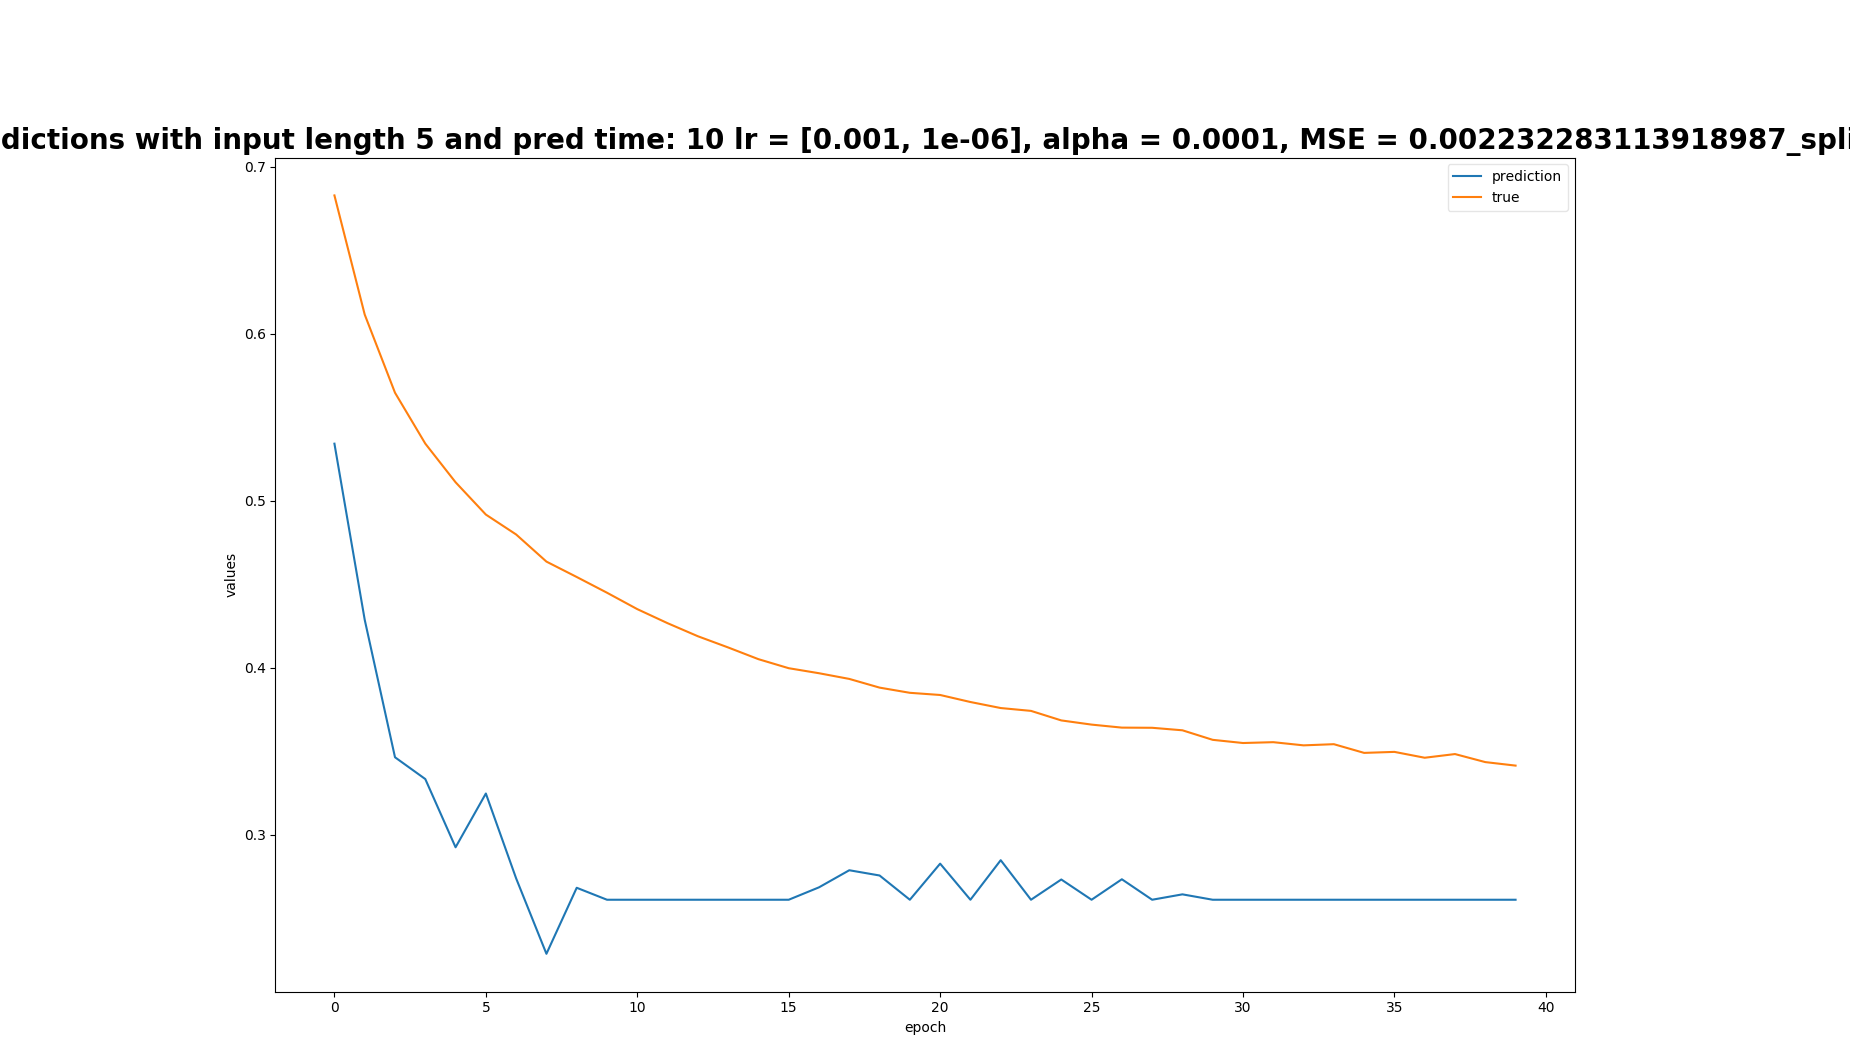 dictions with input length 5 and pred time: 10 lr = [0.001, 1e-06], alpha = 0.0001, MSE = 0.002232283113918987_spli
prediction
true
0.7
0.6
0.5
0.4
0.3
values
0 5 10 15 20 25 30 35 40
epoch